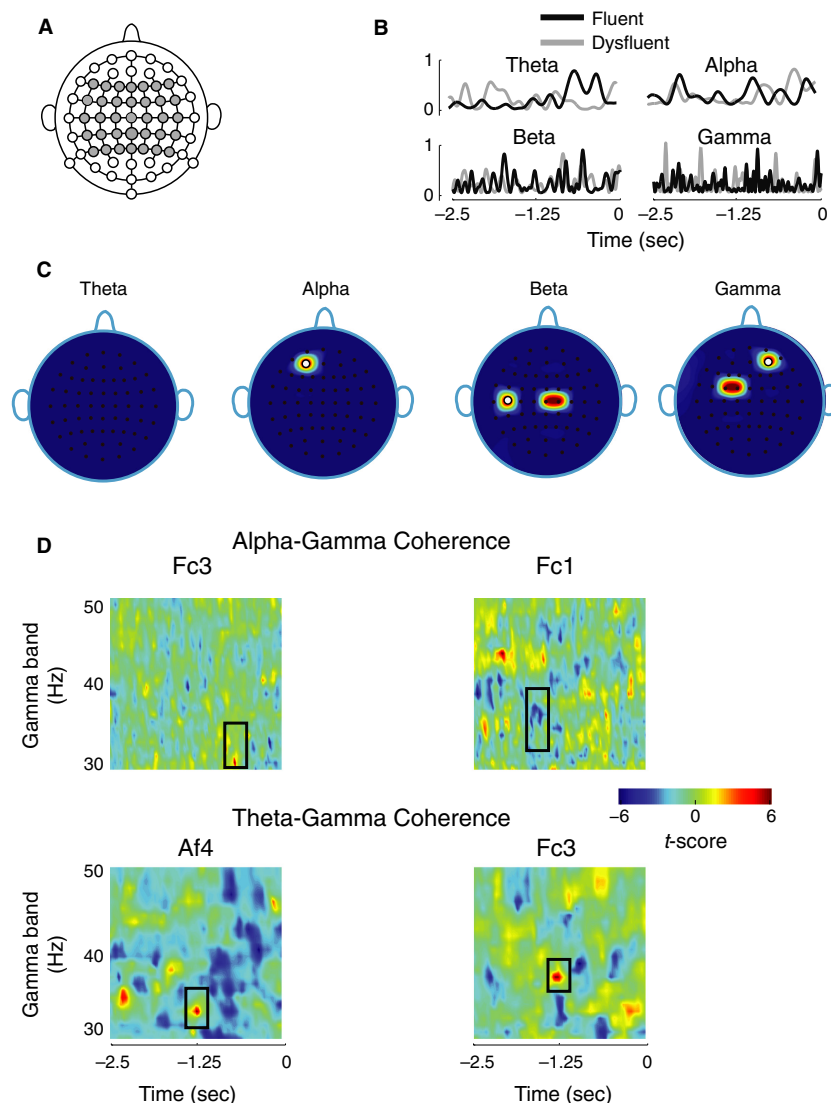 A
B
Fluent
Dysfluent
1
0
Theta
Alpha
1
0
Beta
Gamma
−2.5
−1.25
0
−2.5
−1.25
0
Time (sec)
C
Theta
Alpha
Beta
Gamma
D
Alpha-Gamma Coherence
Fc3
Fc1
50
40
30
Gamma band
(Hz)
−6
0
6
t-score
Theta-Gamma Coherence
Af4
Fc3
50
40
30
Gamma band
(Hz)
−2.5
−1.25
0
−2.5
−1.25
0
Time (sec)
Time (sec)